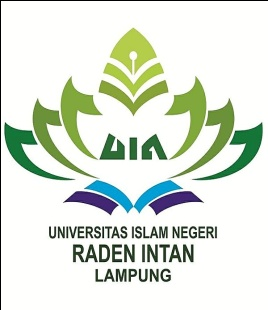 UIN
UNIVERSITAS ISLAM NEGERI
RADEN INTAN
LAMPUNG